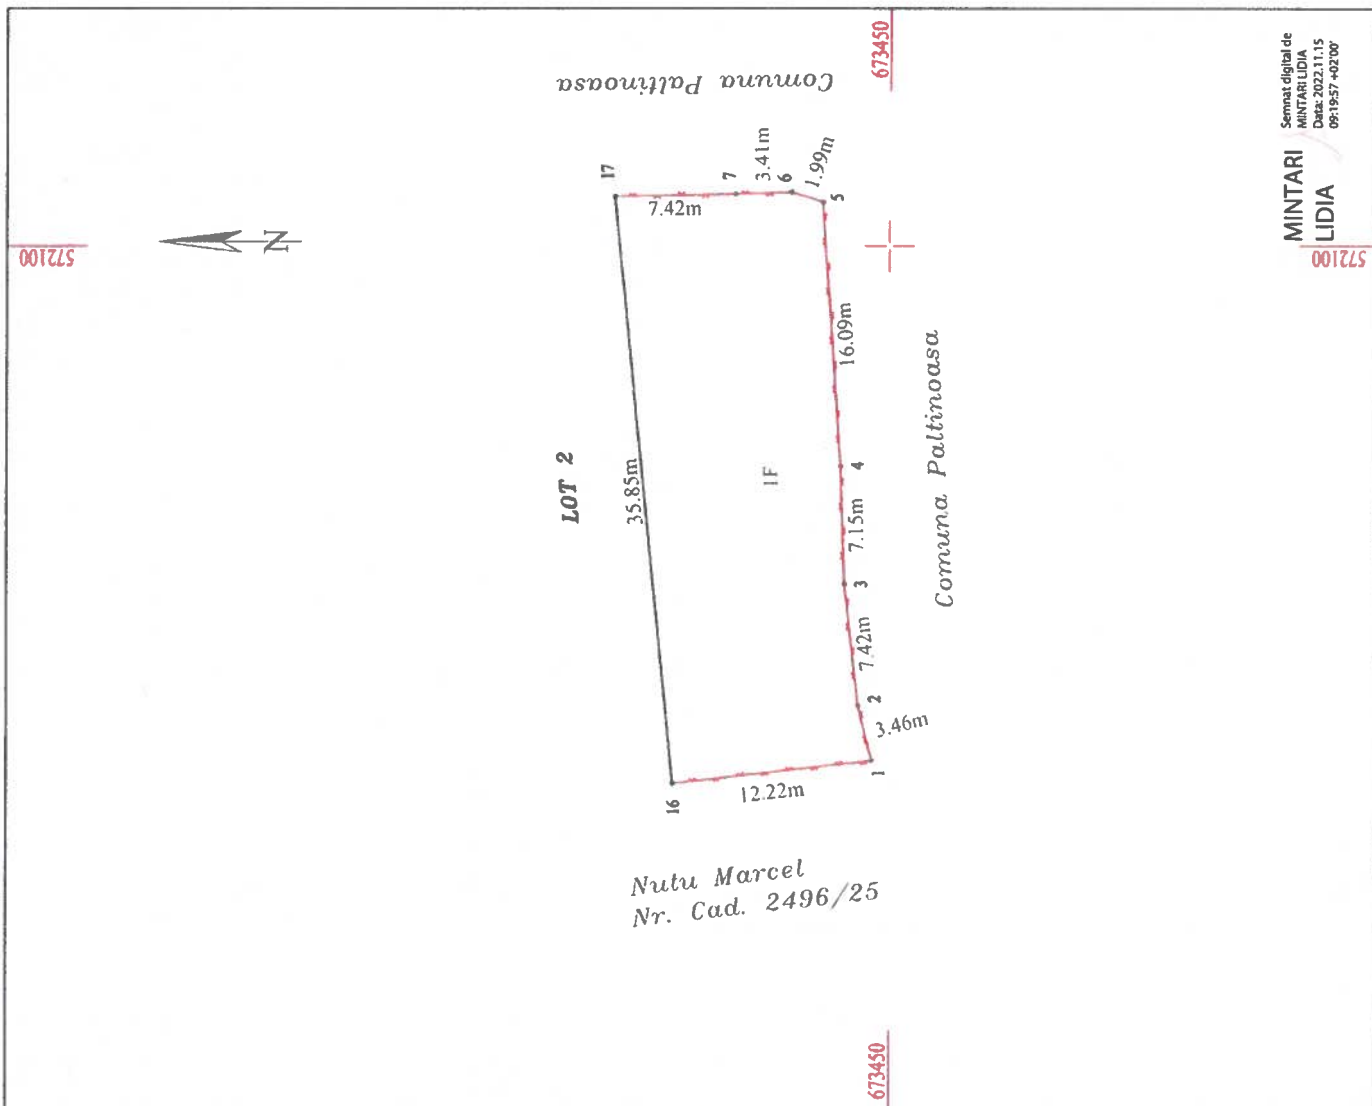 673450
Comuna Paltinoasa
Semnat digital de
MINTARI LIDIA
Data: 2022.11.15
09:19:57 +02'00'
MINTARI
LIDIA
572100
572100
N
17
7
3.41m
6
1.99m
5
7.42m
16.09m
LOT 2
35.85m
1F
4
7.15m
3
7.42m
2
3.46m
1
12.22m
16
Comuna Paltinoasa
Nutu Marcel
Nr. Cad. 2496/25
673450